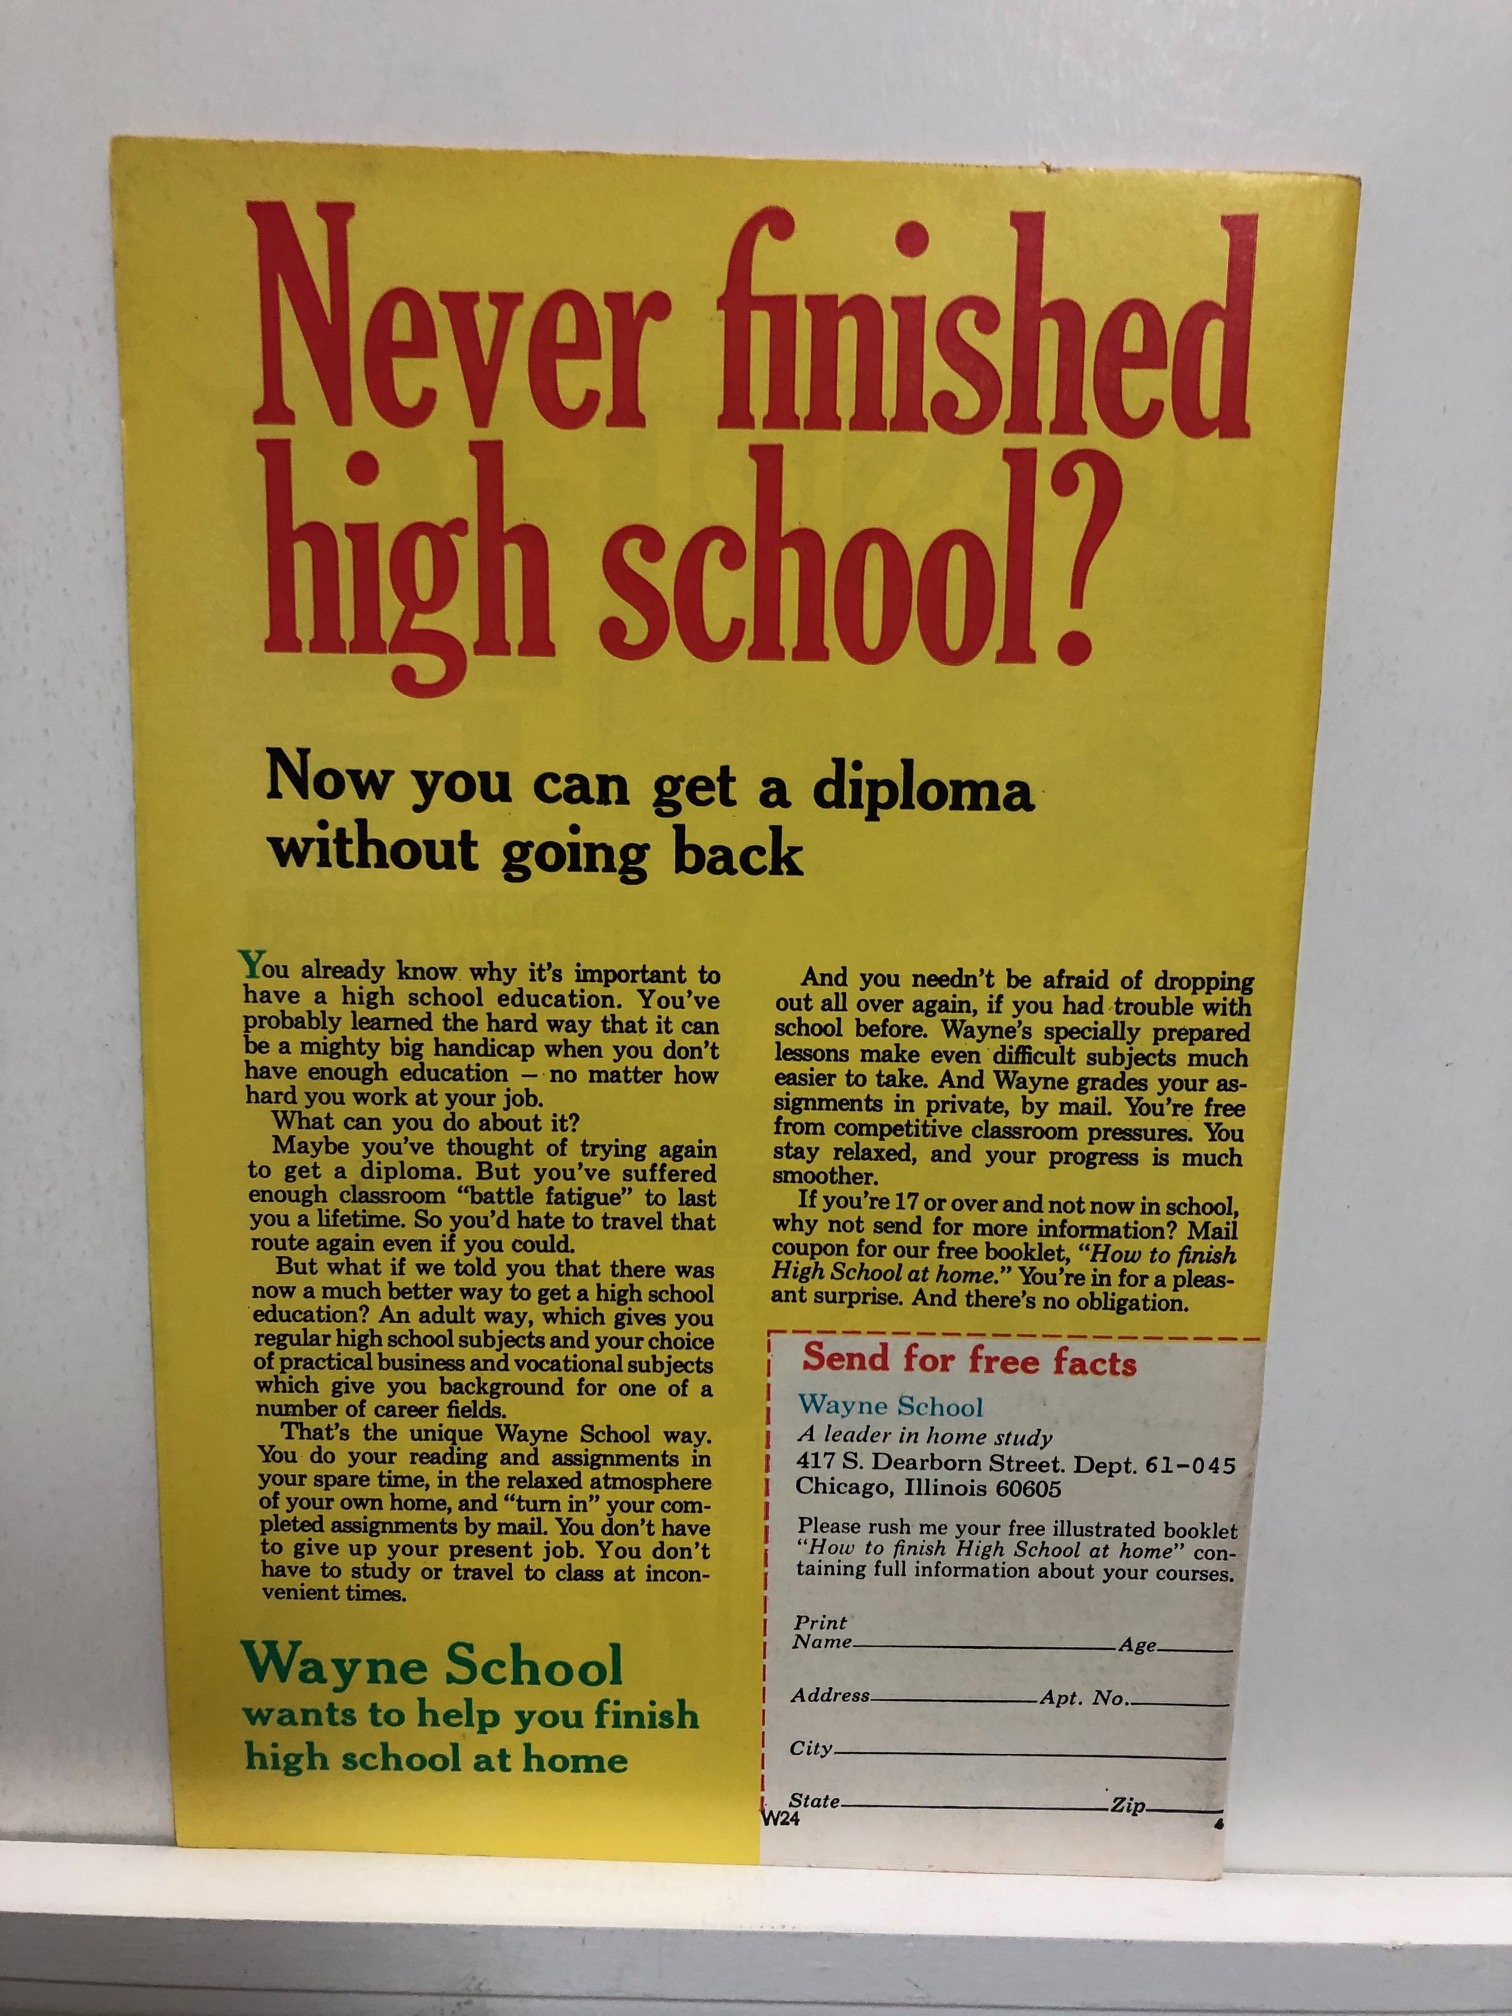 Never finished
high school?
Now you can get a diploma
without going back
You already know why it's important to
have a high school education. You've
probably learned the hard way that it can
be a mighty big handicap when you don't
have enough education – no matter how
hard you work at your job.
What can you do about it?
Maybe you've thought of trying again
to get a diploma. But you've suffered
enough classroom "battle fatigue" to last
you a lifetime. So you'd hate to travel that
route again even if you could.
But what if we told you that there was
now a much better way to get a high school
education? An adult way, which gives you
regular high school subjects and your choice
of practical business and vocational subjects
which give you background for one of a
number of career fields.
That's the unique Wayne School way.
You do your reading and assignments in
your spare time, in the relaxed atmosphere
of your own home, and "turn in" your com-
pleted assignments by mail. You don't have
to give up your present job. You don't
have to study or travel to class at incon-
venient times.
Wayne School
wants to help you finish
high school at home
And you needn't be afraid of dropping
out all over again, if you had trouble with
school before. Wayne's specially prepared
lessons make even difficult subjects much
easier to take. And Wayne grades your as-
signments in private, by mail. You're free
from competitive classroom pressures. You
stay relaxed, and your progress is much
smoother.
If you're 17 or over and not now in school,
why not send for more information? Mail
coupon for our free booklet, "How to finish
High School at home." You're in for a pleas-
ant surprise. And there's no obligation.
Send for free facts
Wayne School
A leader in home study
417 S. Dearborn Street. Dept. 61-045
Chicago, Illinois 60605
Please rush me your free illustrated booklet
"How to finish High School at home" con-
taining full information about your courses.
Print
Name Age
Address Apt. No.
City
State Zip
W24